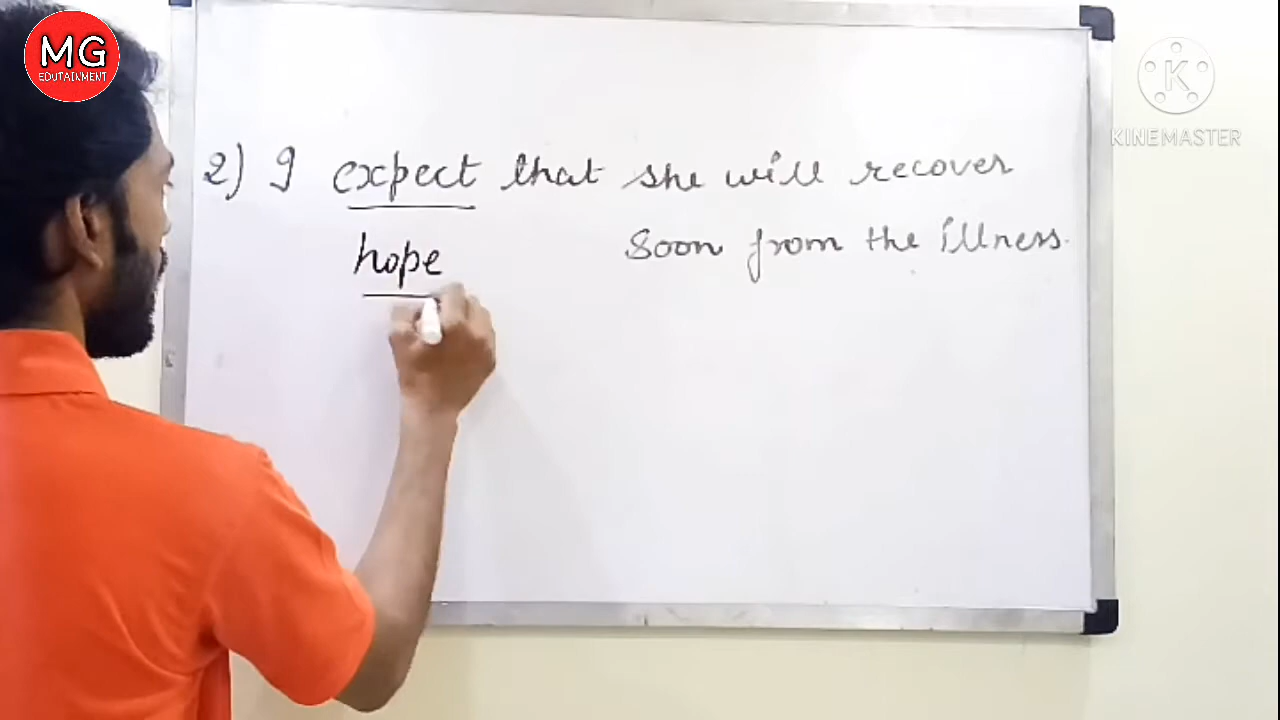 MG
EDUTAINMENT
K
KINEMASTER
2) I expect that she will recover
hope
soon from the illness.